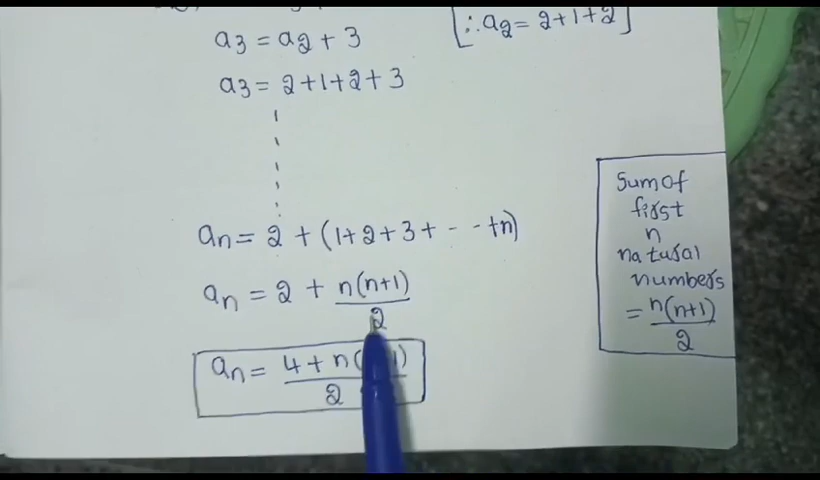 [∴a2 = 2+1+2]
a3 = a2 + 3
a3 = 2+1+2+3
an = 2 + (1+2+3+ - - +n)
an = 2 + n(n+1)/2
an = 4 + n( 1)/2
Sum of
first
n
natural
numbers
= n(n+1)/2